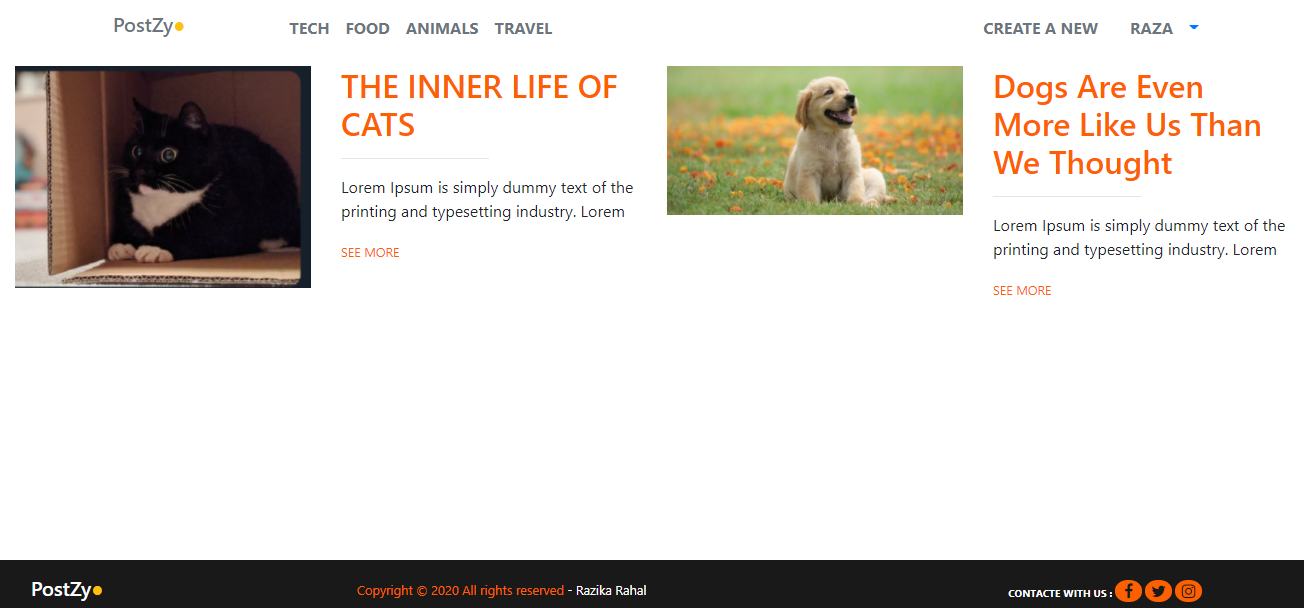 PostZy
TECH FOOD ANIMALS TRAVEL
CREATE A NEW RAZA
THE INNER LIFE OF
CATS
Lorem Ipsum is simply dummy text of the
printing and typesetting industry. Lorem
SEE MORE
Dogs Are Even
More Like Us Than
We Thought
Lorem Ipsum is simply dummy text of the
printing and typesetting industry. Lorem
SEE MORE
PostZy
Copyright © 2020 All rights reserved - Razika Rahal
CONTACTE WITH US :